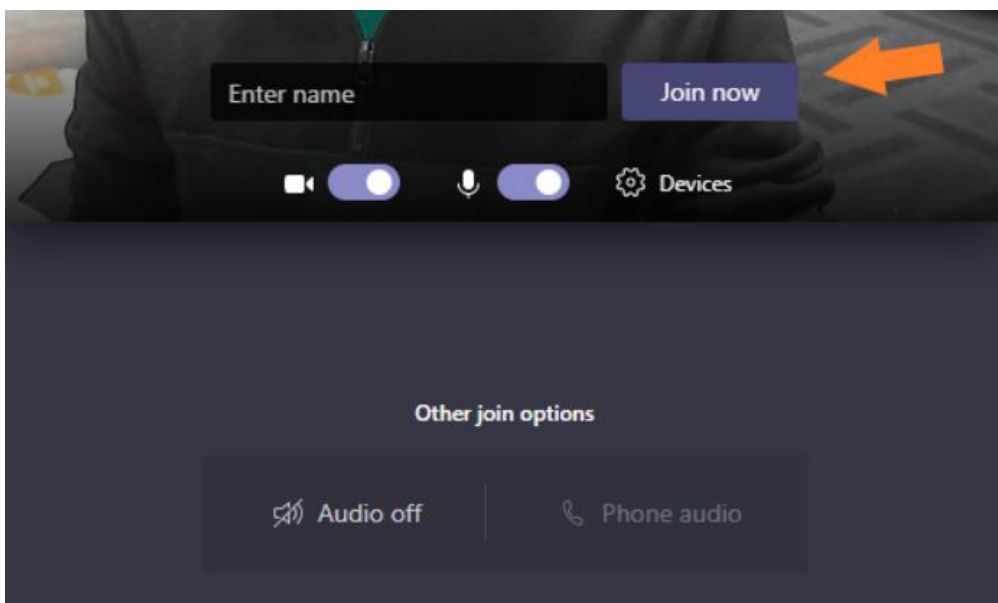 Enter name
Join now
Devices
Other join options
Audio off
Phone audio